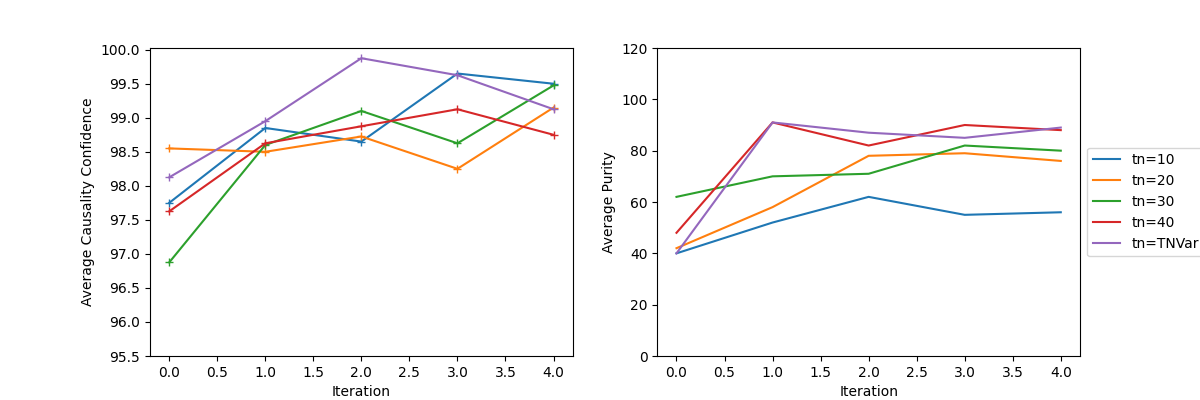 100.0
99.5
99.0
98.5
98.0
97.5
97.0
96.5
96.0
95.5
Average Causality Confidence
0.0 0.5 1.0 1.5 2.0 2.5 3.0 3.5 4.0
Iteration
120
100
80
60
40
20
0
Average Purity
0.0 0.5 1.0 1.5 2.0 2.5 3.0 3.5 4.0
Iteration
tn=10
tn=20
tn=30
tn=40
tn=TNVar